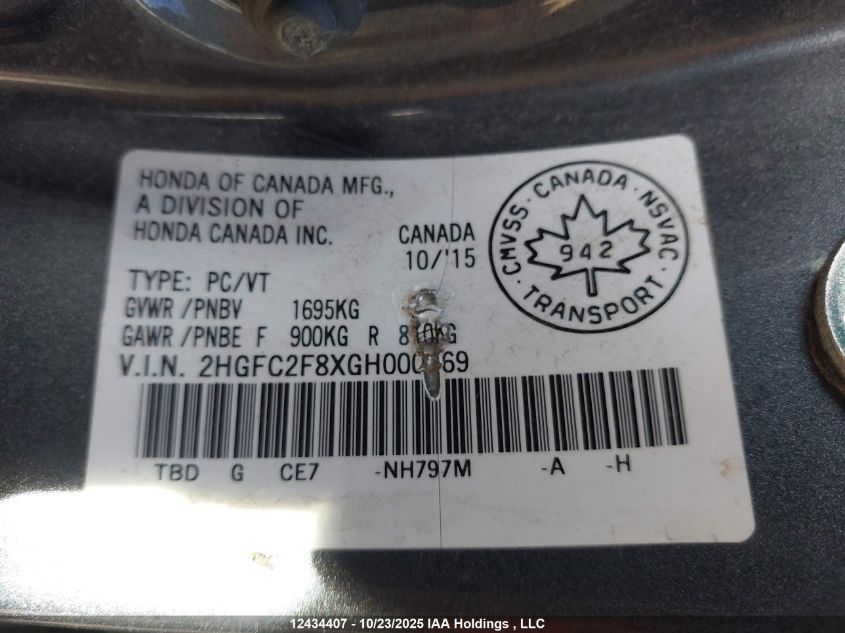 HONDA OF CANADA MFG.,
A DIVISION OF
HONDA CANADA INC.
CANADA
10/'15
CMVSS · CANADA · NSVAC
942
· TRANSPORT ·
TYPE: PC/VT
GVWR/PNBV 1695KG
GAWR/PNBE F 900KG R
V.I.N.
TBD G CE7 -NH797M -A -H
12434407 - 10/23/2025 IAA Holdings , LLC